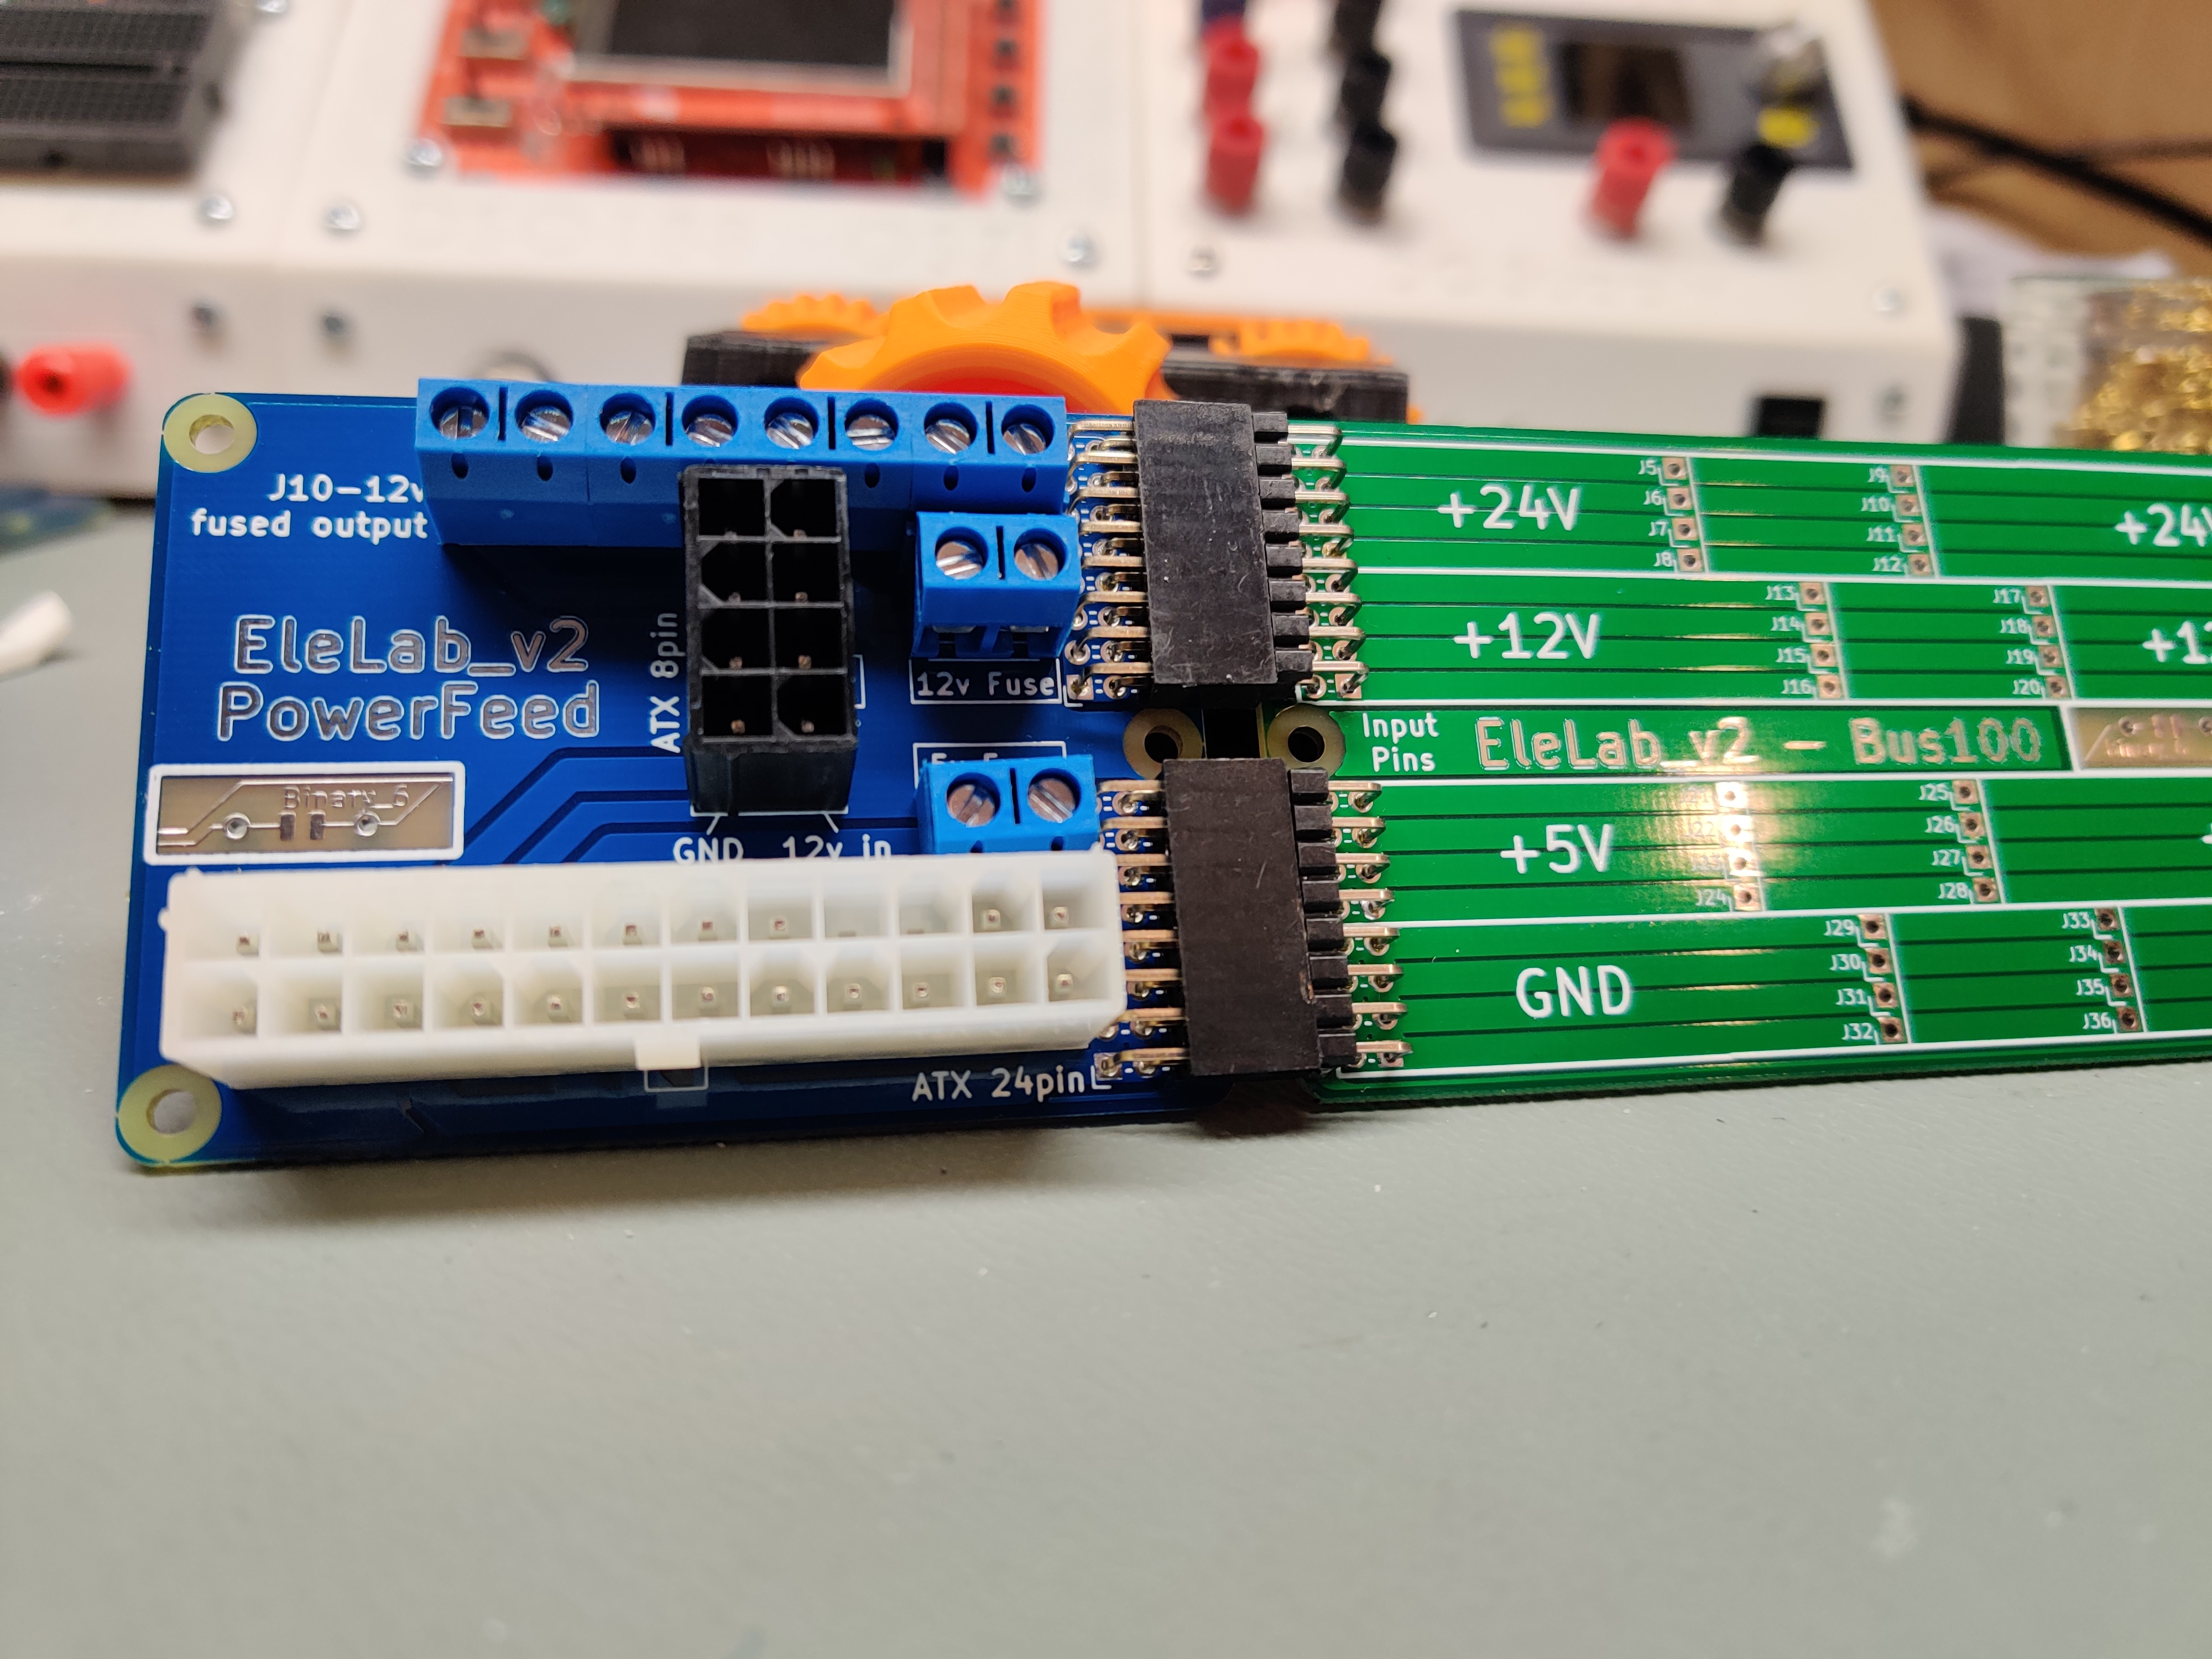 J10-12v
fused output
EleLab_v2
PowerFeed
ATX 8pin
12v Fuse
Binary_6
GND 12v in
ATX 24pin
+24V
J5
J6
J7
J8
J9
J10
J11
J12
+24V
+12V
J13
J14
J15
J16
J17
J18
J19
J20
Input
Pins
EleLab_v2 - Bus100
+5V
J24
J25
J26
J27
J28
GND
J29
J30
J31
J32
J33
J34
J35
J36